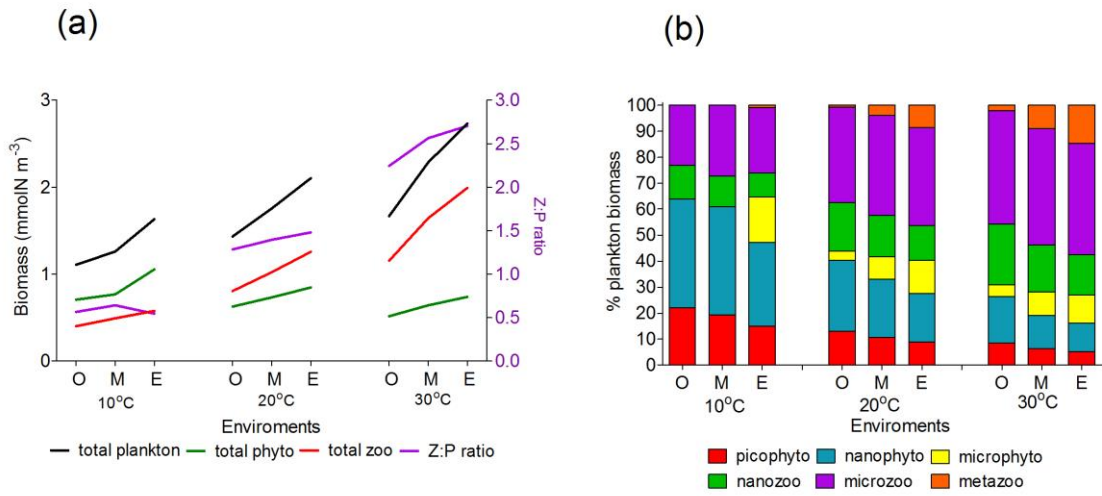 (a)
(b)
Biomass (mmolN m⁻³)
3
2
1
0
3.0
2.5
2.0
1.5
1.0
0.5
0.0
Z:P ratio
O M E O M E O M E
10°C 20°C 30°C
Enviroments
total plankton total phyto total zoo Z:P ratio
% plankton biomass
100
90
80
70
60
50
40
30
20
10
0
O M E O M E O M E
10°C 20°C 30°C
Enviroments
picophyto nanophyto microphyto
nanozoo microzoo metazoo